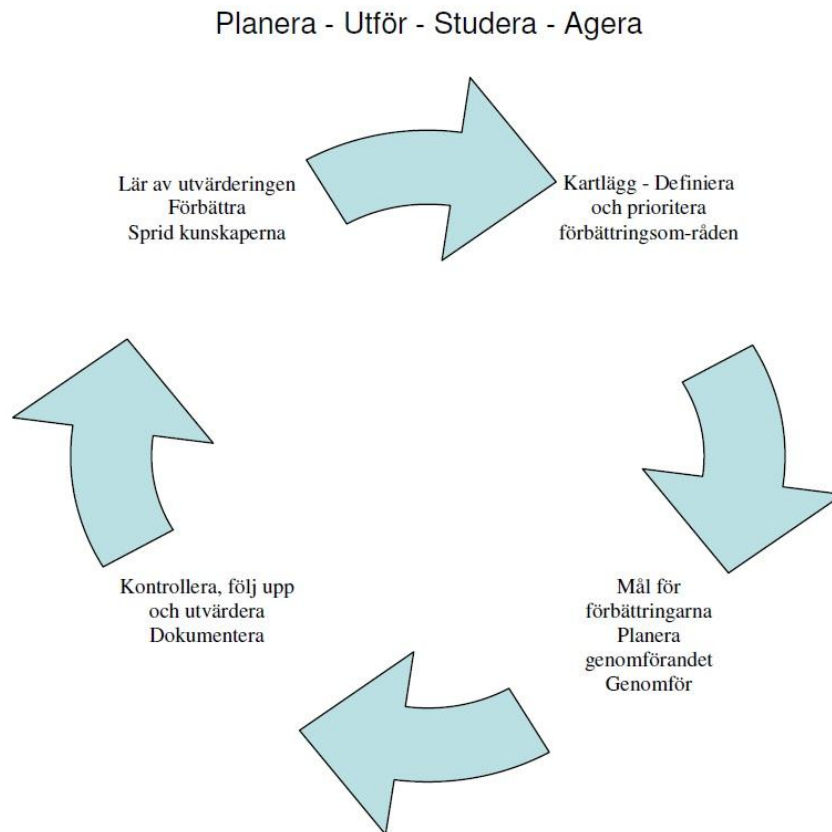 Planera - Utför - Studera - Agera
Lär av utvärderingen
Förbättra
Sprid kunskaperna
Kartlägg - Definiera
och prioritera
förbättringsom-råden
Kontrollera, följ upp
och utvärdera
Dokumentera
Mål för
förbättringarna
Planera
genomförandet
Genomför